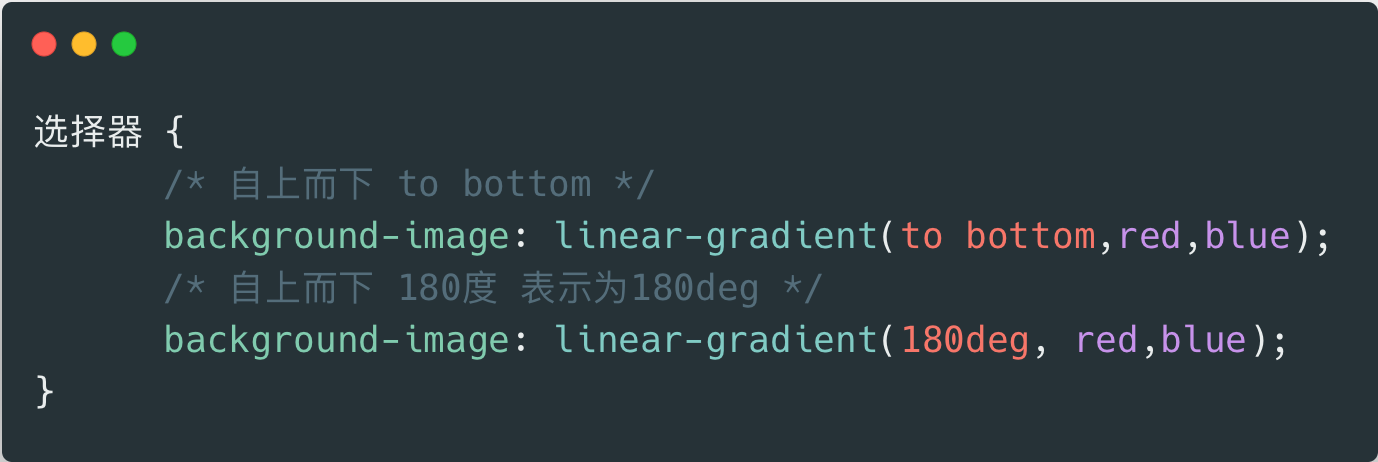 选择器 {
/* 自上而下 to bottom */
background-image: linear-gradient(to bottom,red,blue);
/* 自上而下 180度 表示为180deg */
background-image: linear-gradient(180deg, red,blue);
}